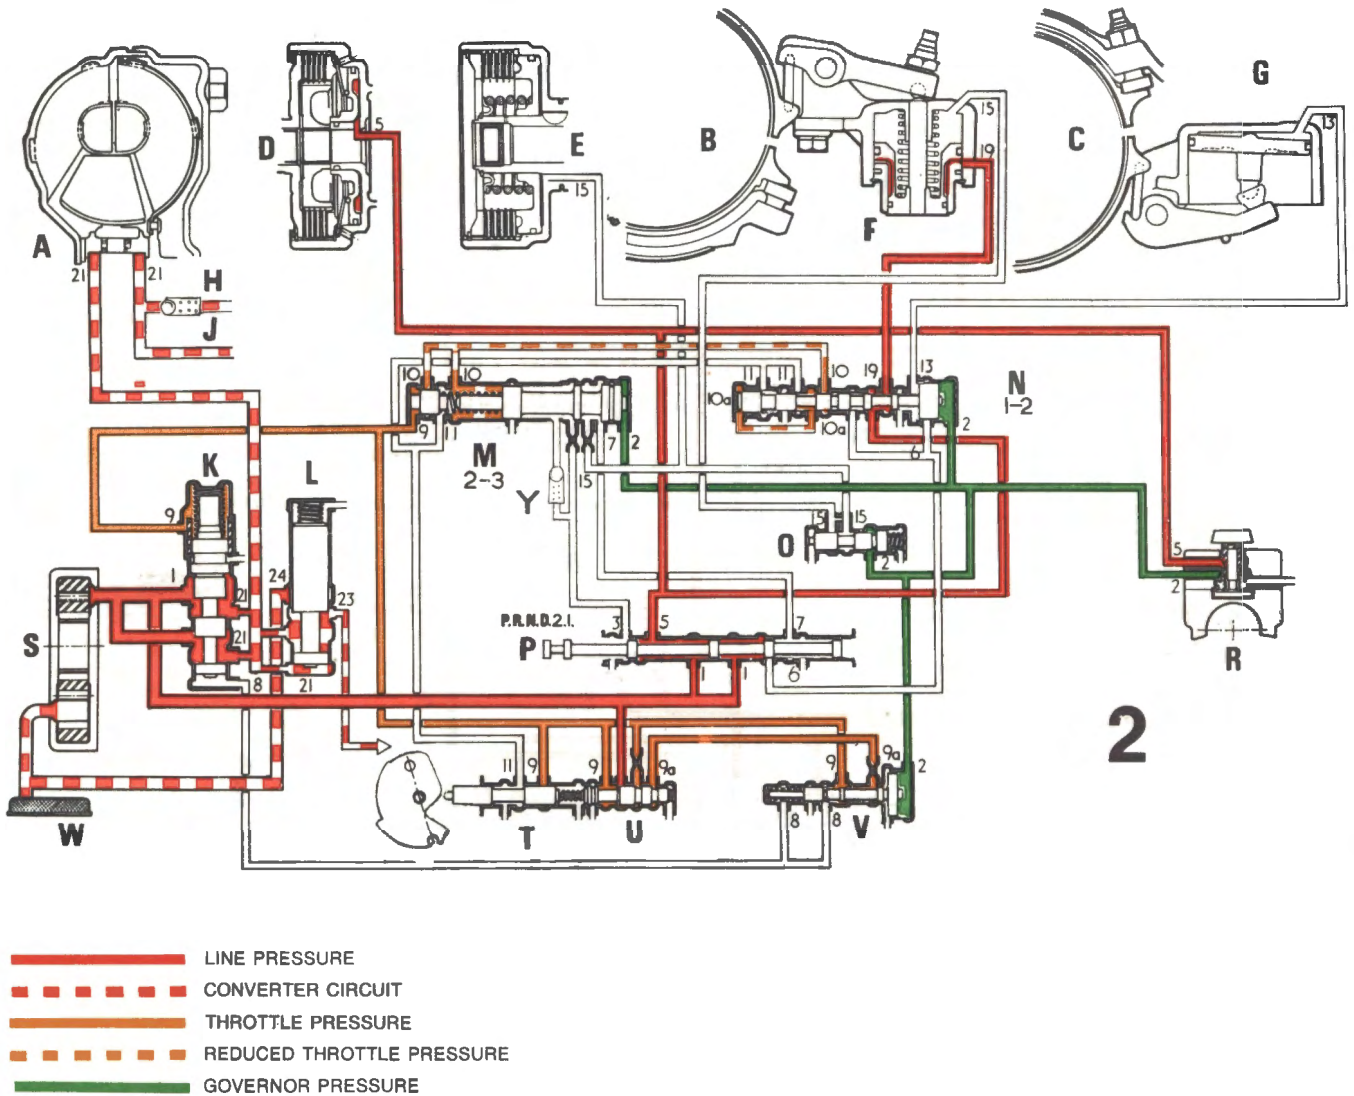 G
15
13
5
D
E
B
C
15
19
A
F
21
21
H
J
10
10
11
11
10
19
13
N
1-2
10a
9
11
M
2-3
7
2
10a
6
2
K
L
Y
15
9
15
15
O
2
5
2
1
24
21
23
P.R.N.D.2.1.
3
5
7
S
21
P
R
8
21
1
1
6
2
11
9
9
9a
9
9a
2
W
T
U
8
8
V
LINE PRESSURE
CONVERTER CIRCUIT
THROTTLE PRESSURE
REDUCED THROTTLE PRESSURE
GOVERNOR PRESSURE